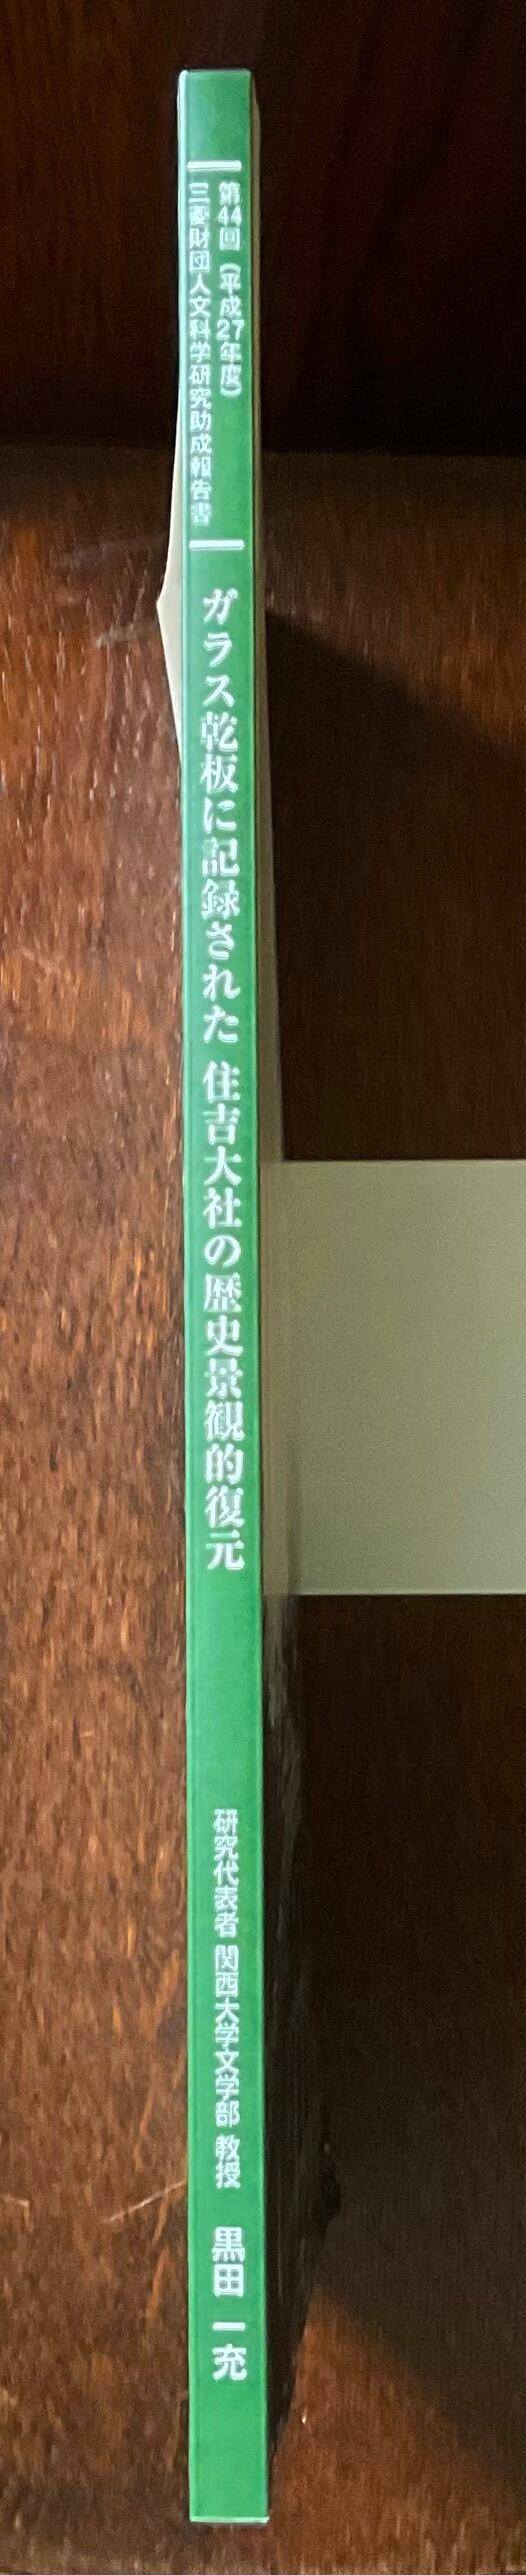 第44回（平成27年度）
三菱財団人文科学研究助成報告書
ガラス乾板に記録された 住吉大社の歴史景観的復元
研究代表者 関西大学文学部 教授 黒田 一充